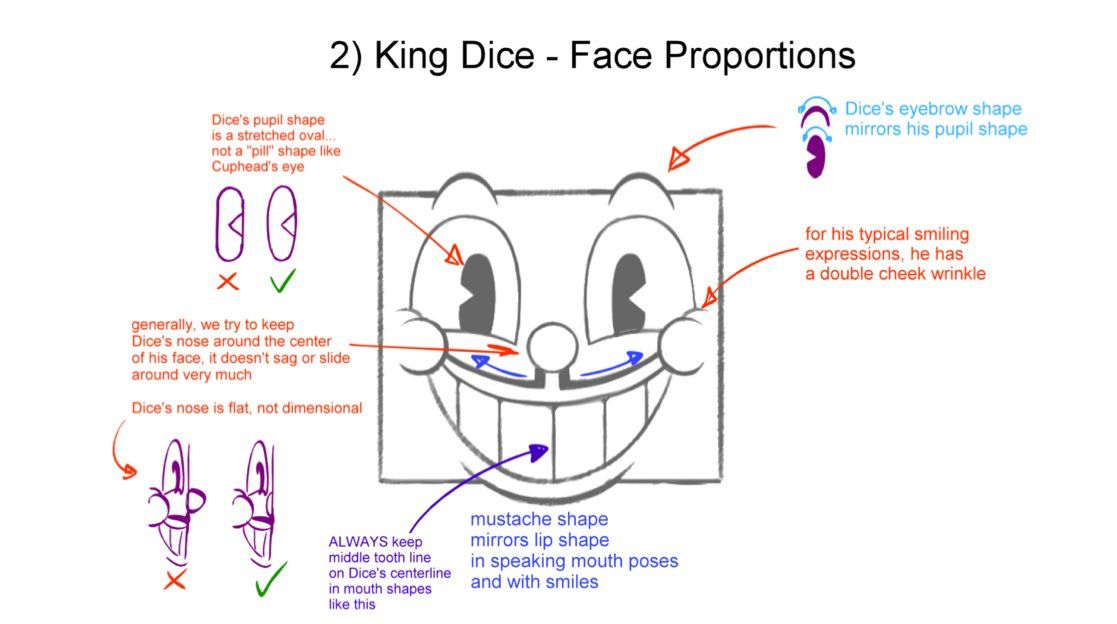 2) King Dice - Face Proportions
Dice's pupil shape
is a stretched oval...
not a "pill" shape like
Cuphead's eye
Dice's eyebrow shape
mirrors his pupil shape
for his typical smiling
expressions, he has
a double cheek wrinkle
generally, we try to keep
Dice's nose around the center
of his face, it doesn't sag or slide
around very much
Dice's nose is flat, not dimensional
ALWAYS keep
middle tooth line
on Dice's centerline
in mouth shapes
like this
mustache shape
mirrors lip shape
in speaking mouth poses
and with smiles